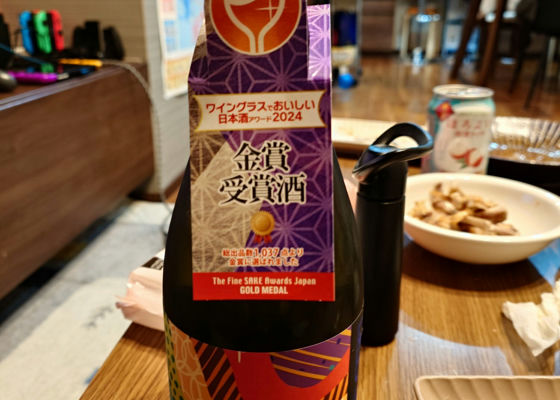 ワイングラスでおいしい
日本酒アワード2024
金賞
受賞酒
総出品数1,037点より
金賞に選ばれました
The Fine SAKE Awards Japan
GOLD MEDAL